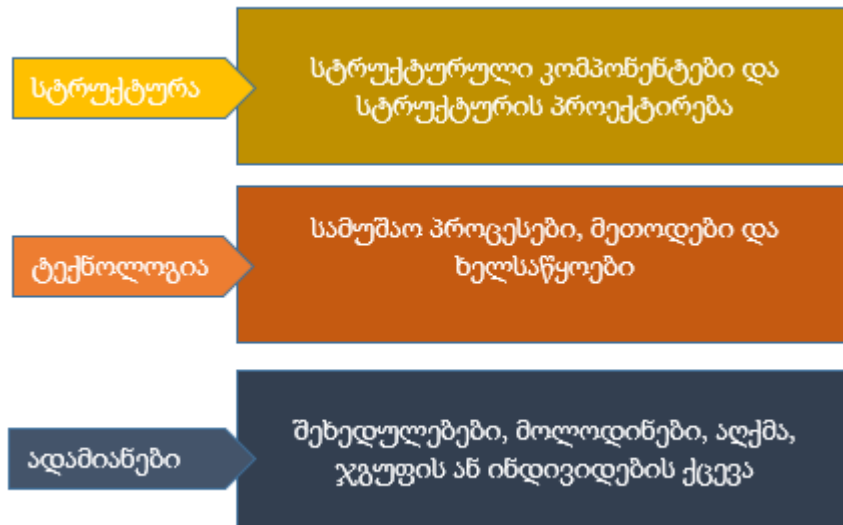 სტრუქტურა
სტრუქტურული კომპონენტები და
სტრუქტურის პროექტირება
ტექნოლოგია
სამუშაო პროცესები, მეთოდები და
ხელსაწყოები
ადამიანები
შეხედულებები, მოლოდინები, აღქმა,
ჯგუფის ან ინდივიდების ქცევა